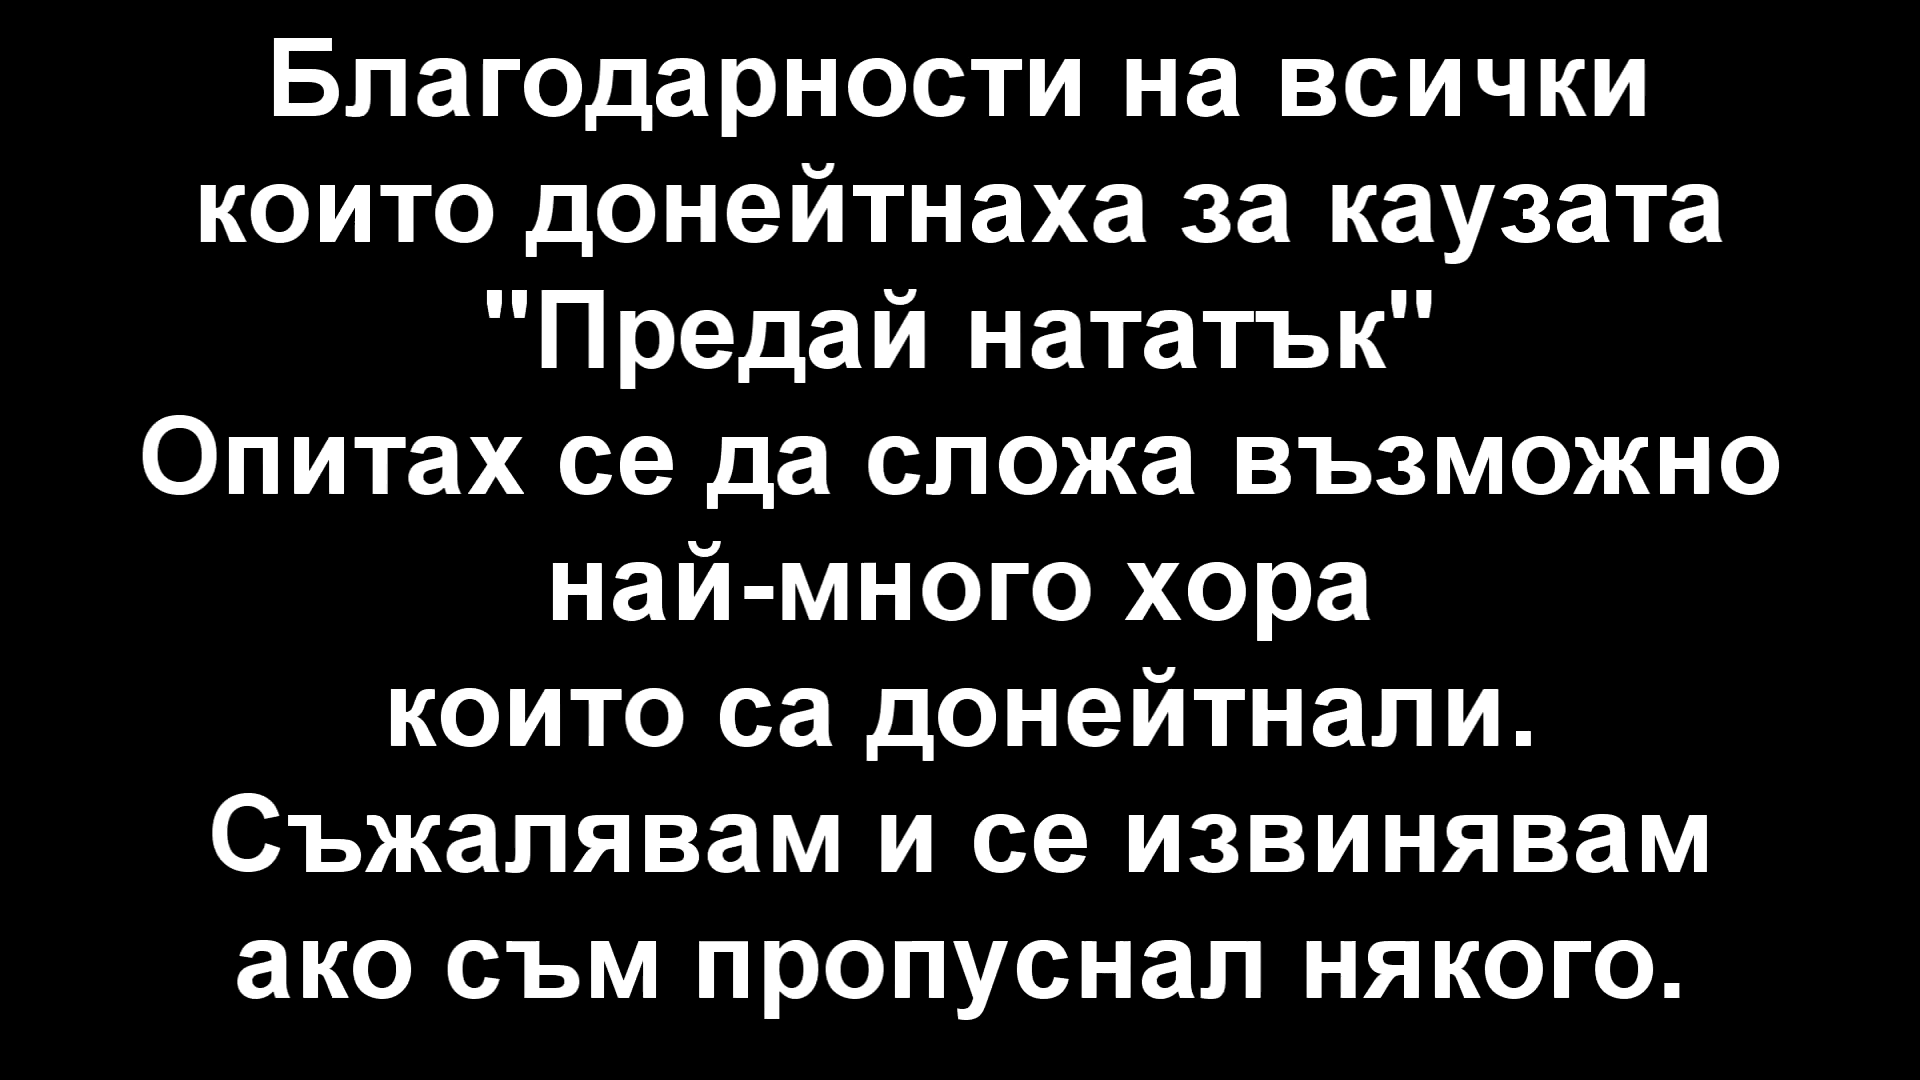 Благодарности на всички
които донейтнаха за каузата
"Предай нататък"
Опитах се да сложа възможно
най-много хора
които са донейтнали.
Съжалявам и се извинявам
ако съм пропуснал някого.